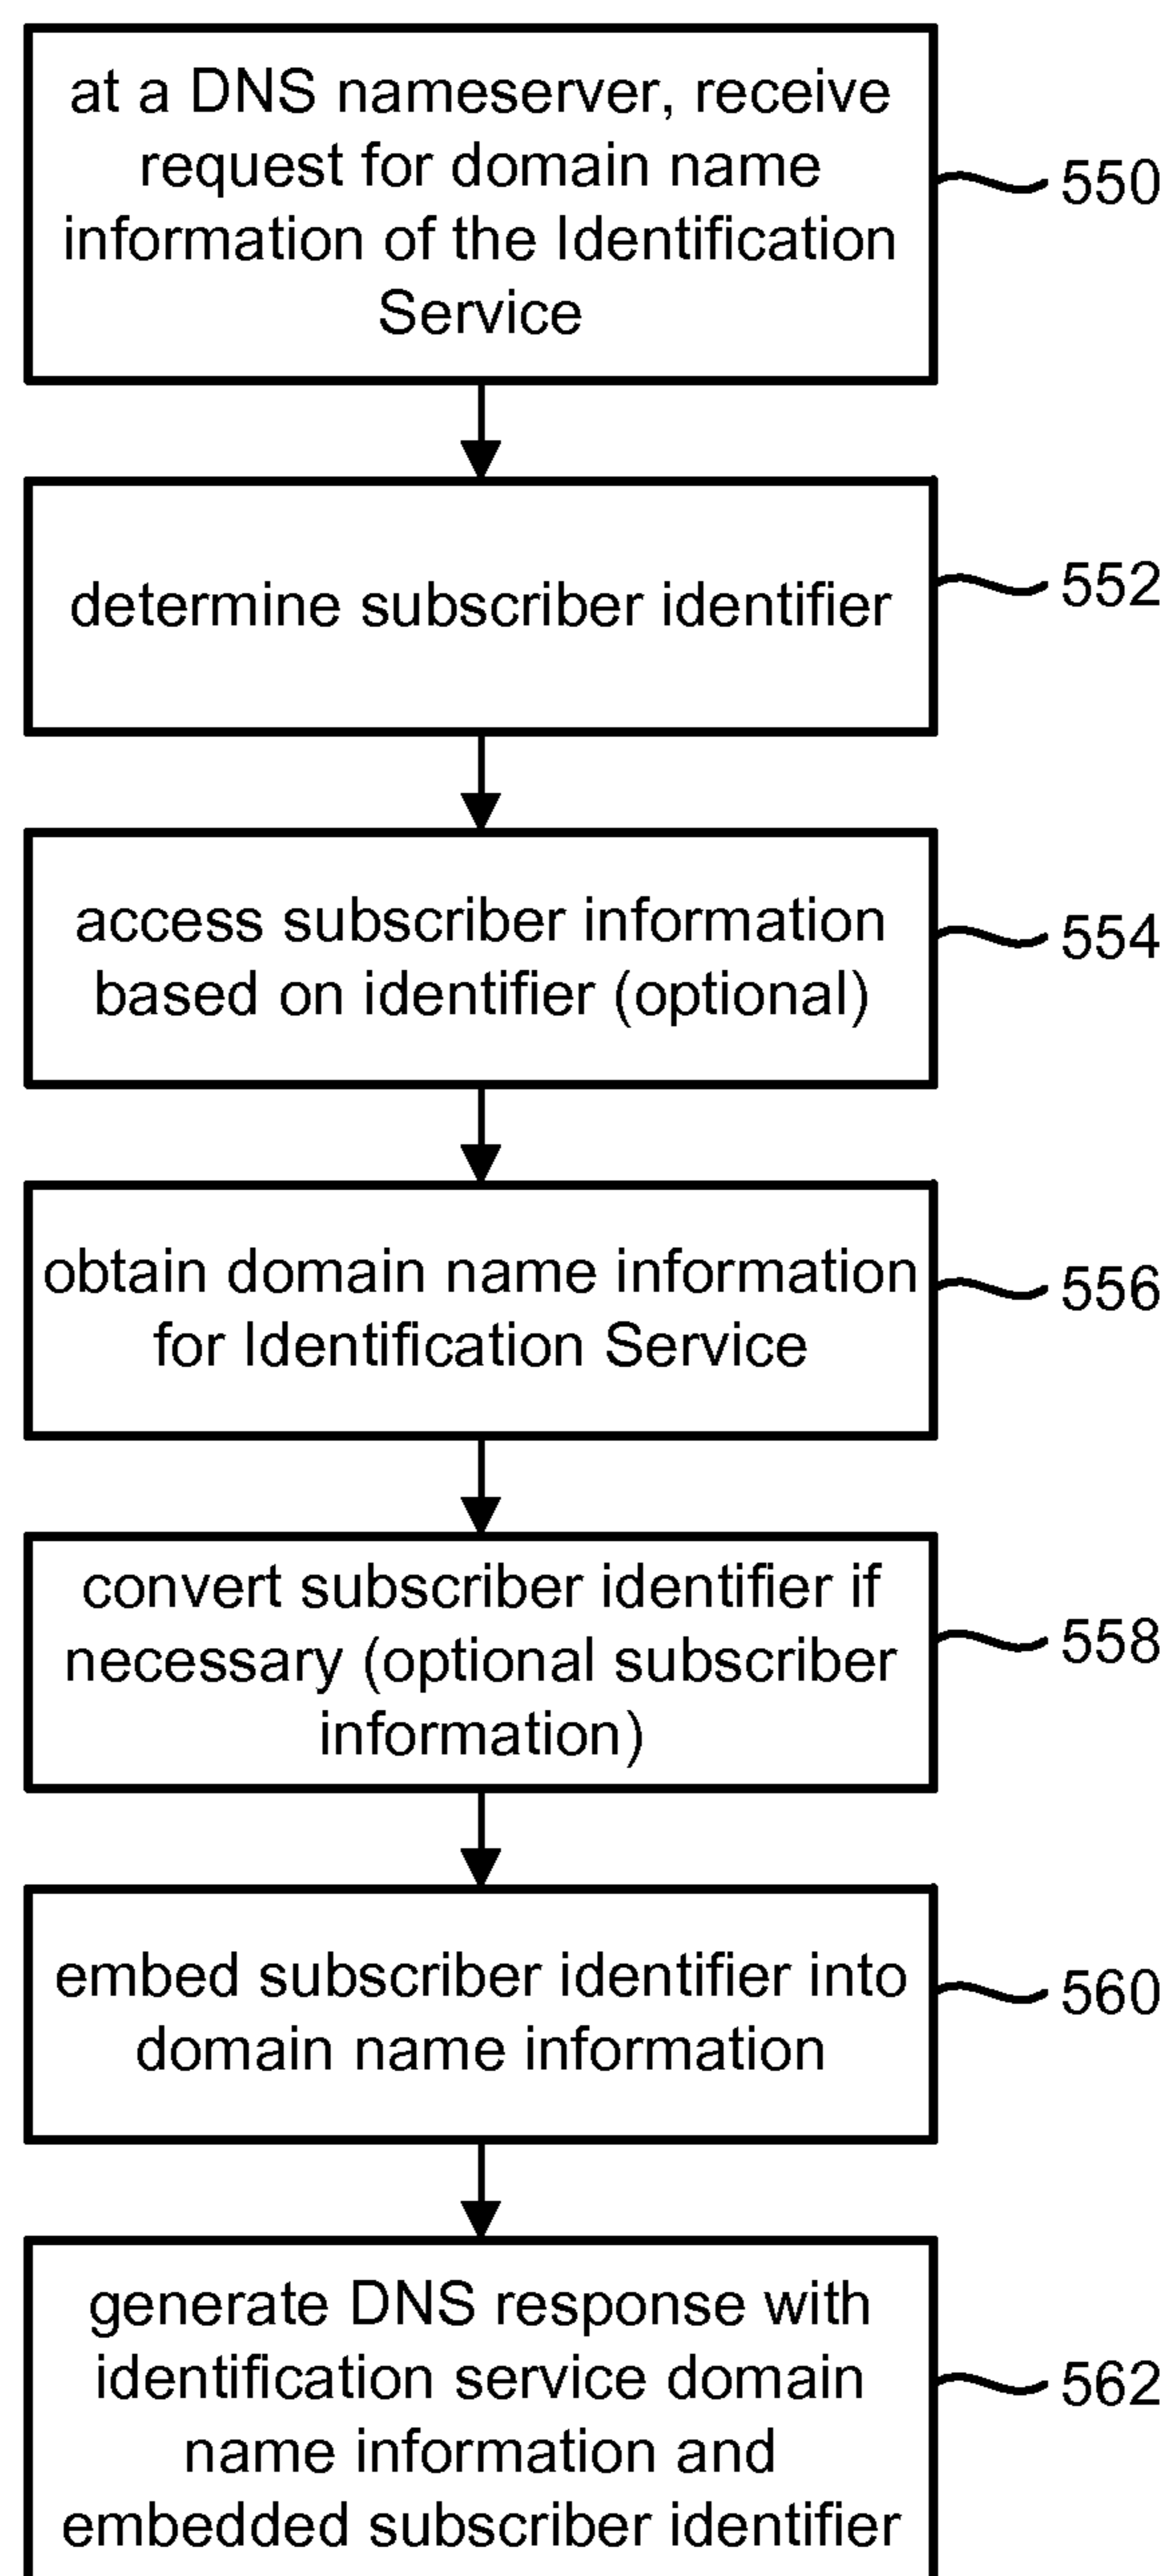 at a DNS nameserver, receive
request for domain name
information of the Identification
Service
550
determine subscriber identifier
552
access subscriber information
based on identifier (optional)
554
obtain domain name information
for Identification Service
556
convert subscriber identifier if
necessary (optional subscriber
information)
558
embed subscriber identifier into
domain name information
560
generate DNS response with
identification service domain
name information and
embedded subscriber identifier
562